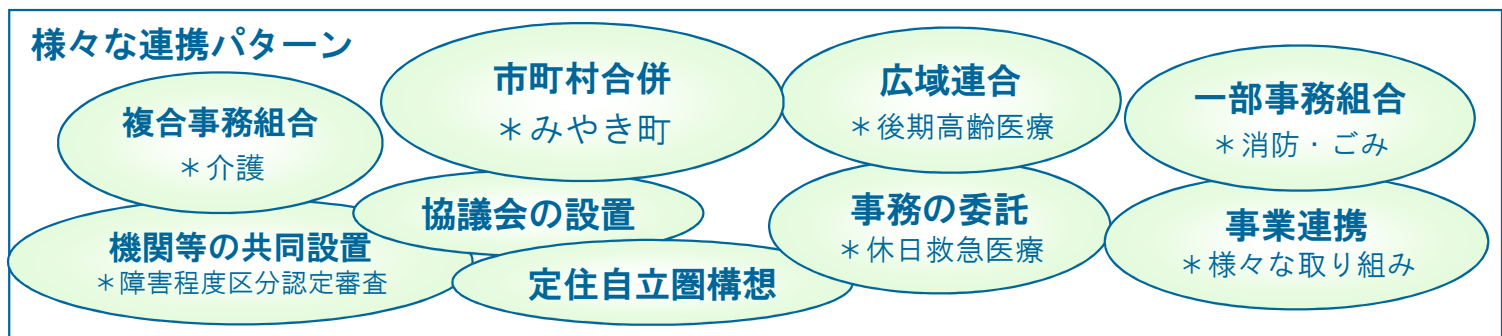 様々な連携パターン
複合事務組合
＊介護
市町村合併
＊みやき町
広域連合
＊後期高齢医療
一部事務組合
＊消防・ごみ
機関等の共同設置
＊障害程度区分認定審査
協議会の設置
定住自立圏構想
事務の委託
＊休日救急医療
事業連携
＊様々な取り組み